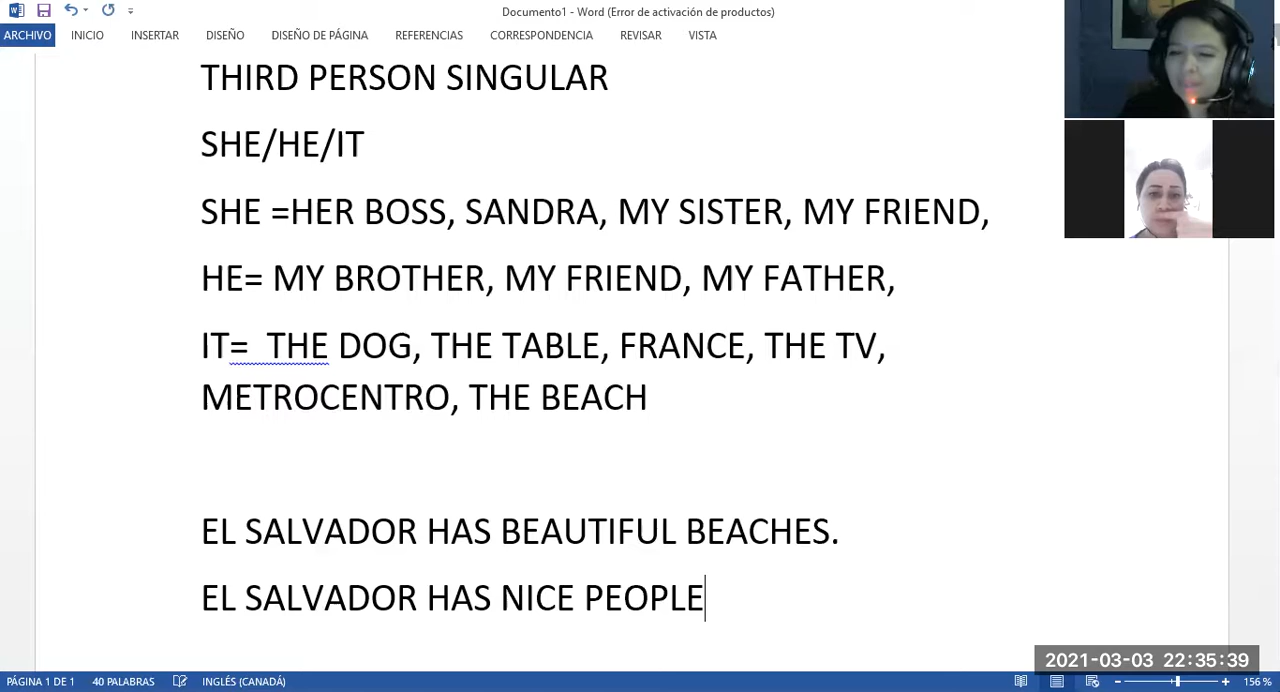 Documento1 - Word (Error de activación de productos)
ARCHIVO INICIO INSERTAR DISEÑO DISEÑO DE PÁGINA REFERENCIAS CORRESPONDENCIA REVISAR VISTA
THIRD PERSON SINGULAR
SHE/HE/IT
SHE =HER BOSS, SANDRA, MY SISTER, MY FRIEND,
HE= MY BROTHER, MY FRIEND, MY FATHER,
IT=  THE DOG, THE TABLE, FRANCE, THE TV,
METROCENTRO, THE BEACH
EL SALVADOR HAS BEAUTIFUL BEACHES.
EL SALVADOR HAS NICE PEOPLE
2021-03-03 22:35:39
PÁGINA 1 DE 1 40 PALABRAS INGLÉS (CANADÁ) 156 %